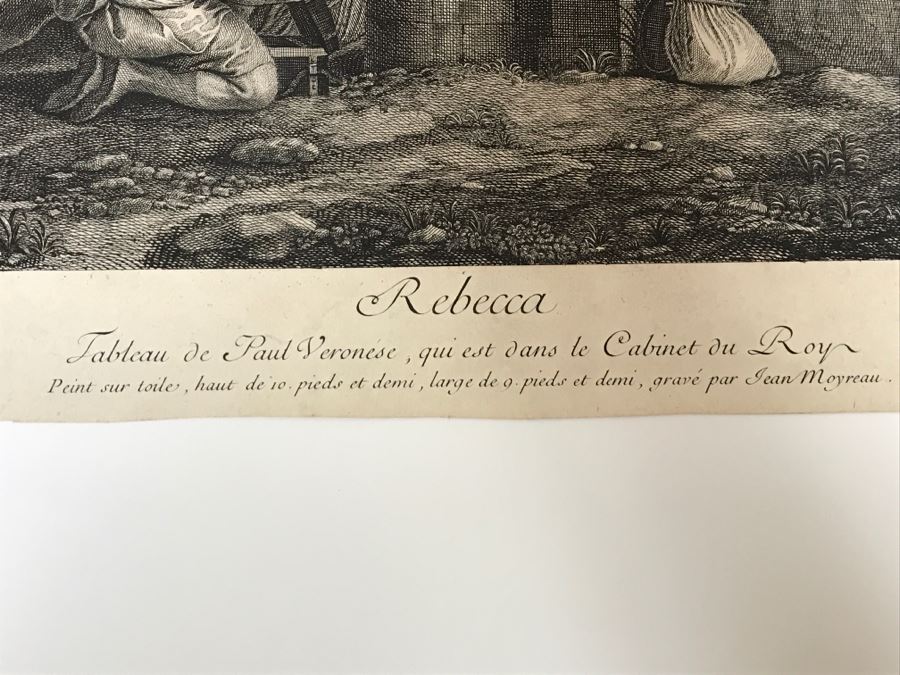 Rebecca
Tableau de Paul Veronése, qui est dans le Cabinet du Roy
Peint sur toile, haut de 10. pieds et demi, large de 9. pieds et demi, gravé par Jean Moyreau.